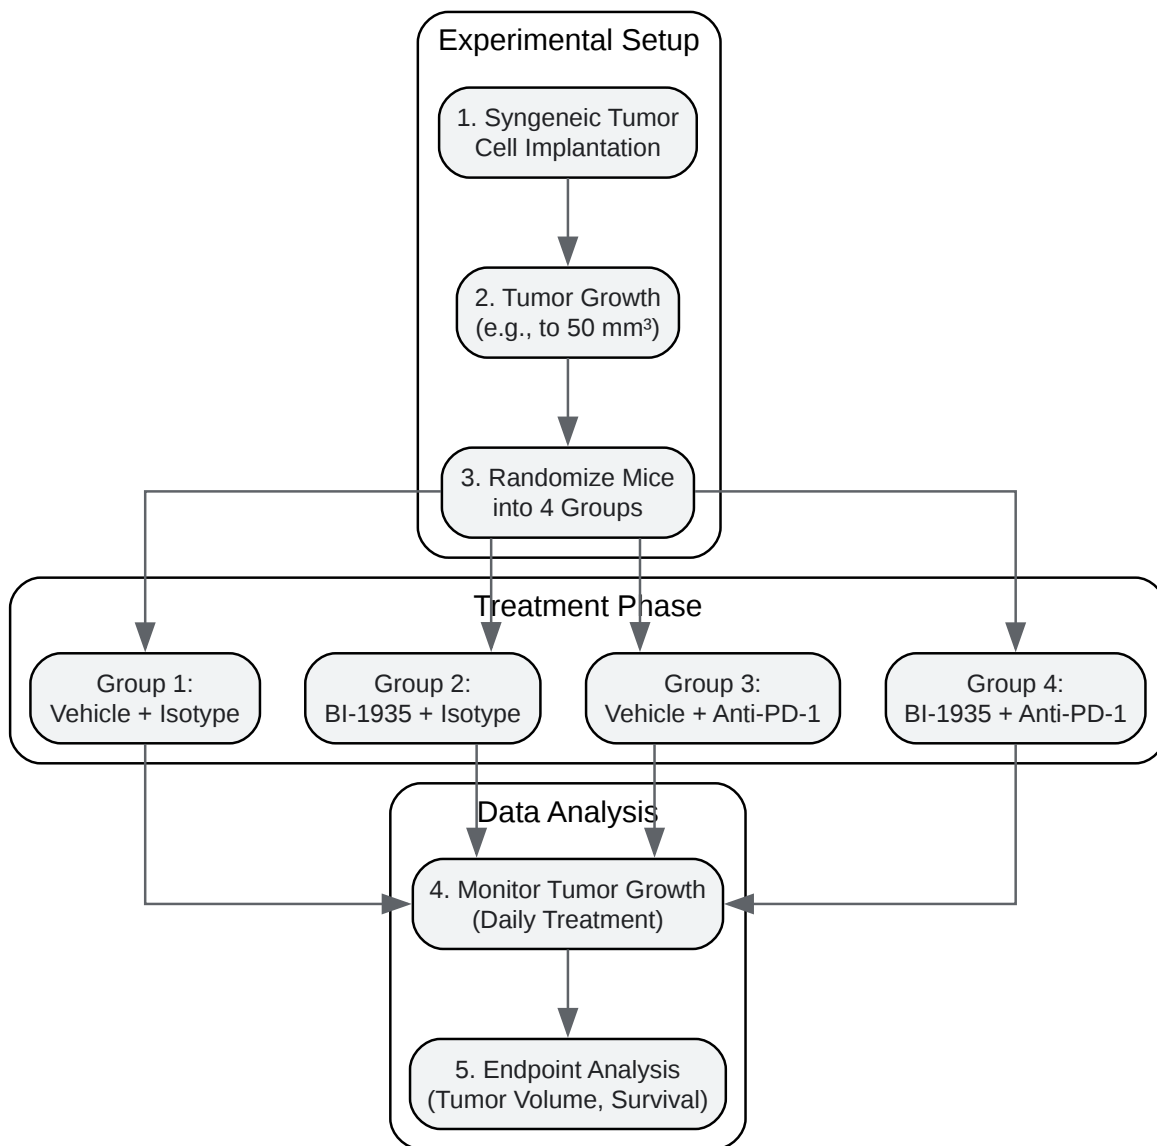 Experimental Setup
1. Syngeneic Tumor
Cell Implantation
2. Tumor Growth
(e.g., to 50 mm³)
3. Randomize Mice
into 4 Groups
Treatment Phase
Group 1:
Vehicle + Isotype
Group 2:
BI-1935 + Isotype
Group 3:
Vehicle + Anti-PD-1
Group 4:
BI-1935 + Anti-PD-1
Data Analysis
4. Monitor Tumor Growth
(Daily Treatment)
5. Endpoint Analysis
(Tumor Volume, Survival)